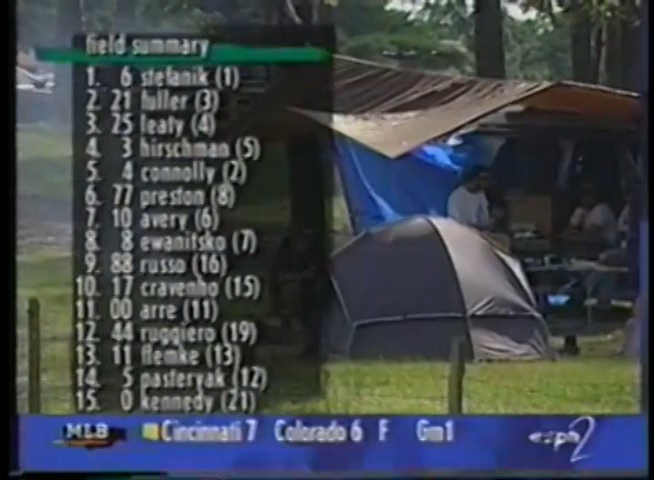 field summary
1. 6 stefanik (1)
2. 21 fuller (3)
3. 25 leaty (4)
4. 3 hirschman (5)
5. 4 connolly (2)
6. 77 preston (8)
7. 10 avery (6)
8. 8 ewanitsko (7)
9. 88 russo (16)
10. 17 cravenho (15)
11. 00 arre (11)
12. 44 ruggiero (19)
13. 11 flemke (13)
14. 5 pasteryak (12)
15. 0 kennedy (21)
MLB Cincinnati 7 Colorado 6 F Gm1 espn2